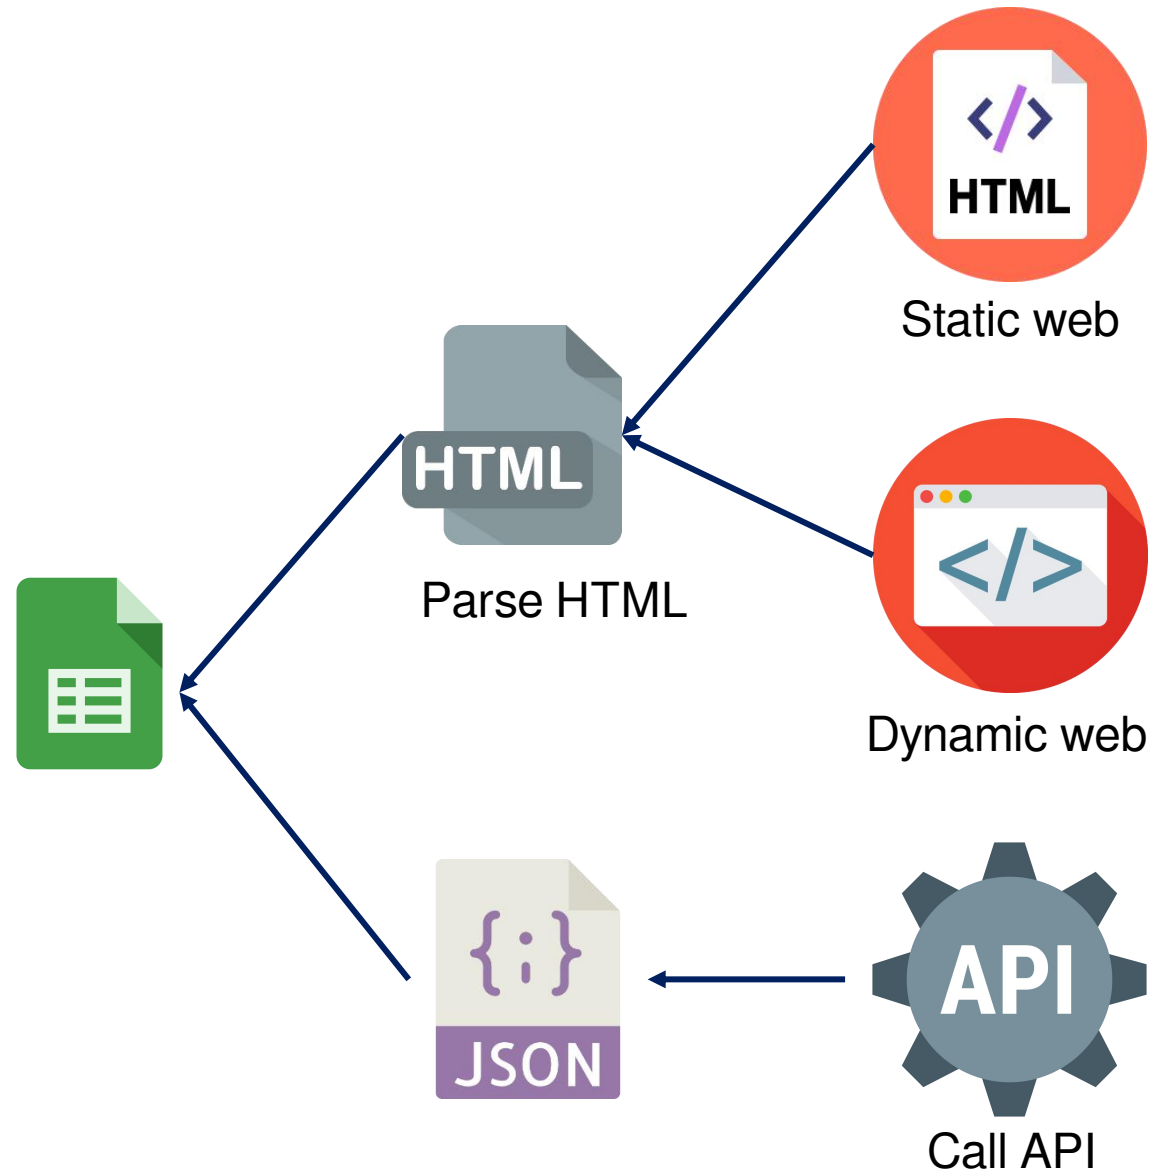 </>
HTML
Static web
HTML
Parse HTML
</>
Dynamic web
{;}
JSON
API
Call API